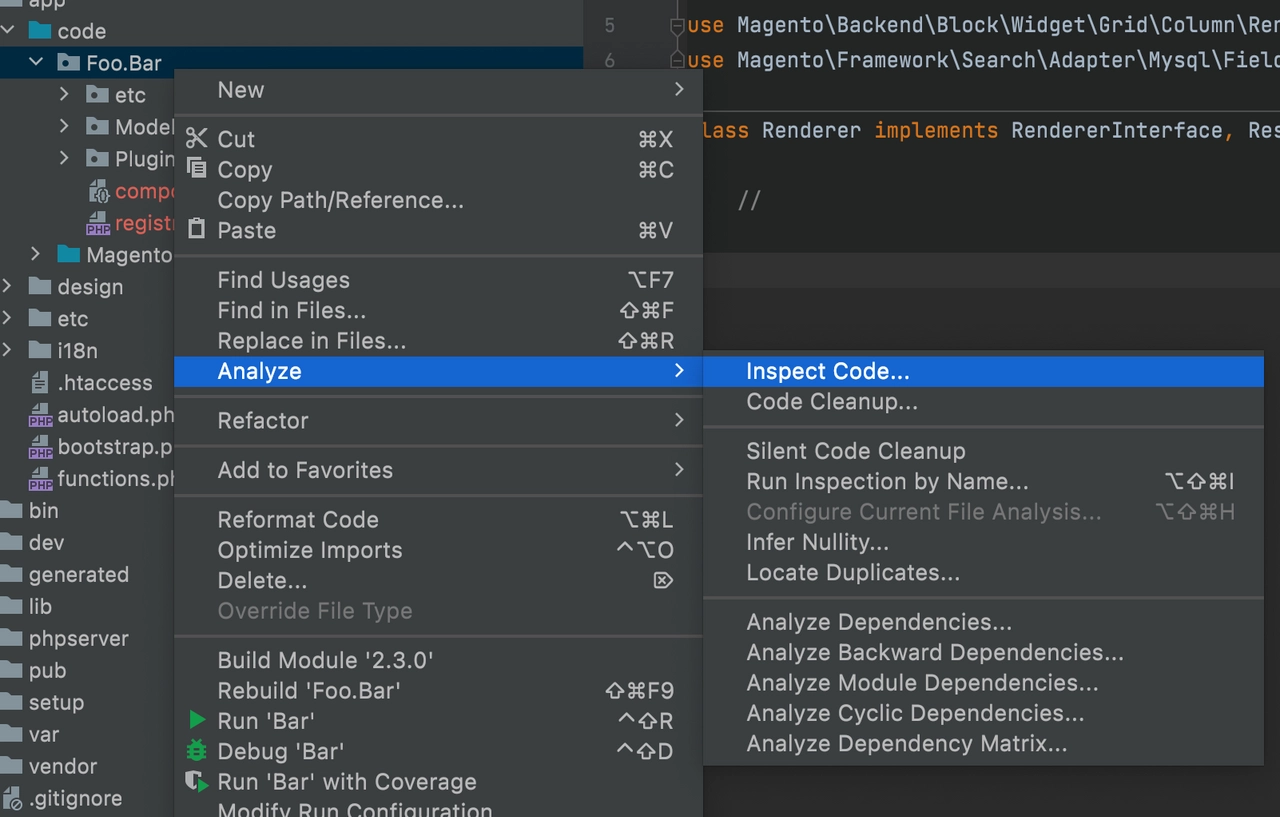 app
code
Foo.Bar
etc
Model
Plugin
compo
registr
Magento
design
etc
i18n
.htaccess
autoload.ph
bootstrap.p
functions.ph
bin
dev
generated
lib
phpserver
pub
setup
var
vendor
.gitignore
5 use Magento\Backend\Block\Widget\Grid\Column\Ren
6 use Magento\Framework\Search\Adapter\Mysql\Field
lass Renderer implements RendererInterface, Res
//
New
Cut ⌘X
Copy ⌘C
Copy Path/Reference...
Paste ⌘V
Find Usages ⌥F7
Find in Files... ⇧⌘F
Replace in Files... ⇧⌘R
Analyze
Refactor
Add to Favorites
Reformat Code ⌥⌘L
Optimize Imports ^⌥O
Delete... ⌦
Override File Type
Build Module '2.3.0'
Rebuild 'Foo.Bar' ⇧⌘F9
Run 'Bar' ^⇧R
Debug 'Bar' ^⇧D
Run 'Bar' with Coverage
Modify Run Configuration
Inspect Code...
Code Cleanup...
Silent Code Cleanup
Run Inspection by Name... ⌥⇧⌘I
Configure Current File Analysis... ⌥⇧⌘H
Infer Nullity...
Locate Duplicates...
Analyze Dependencies...
Analyze Backward Dependencies...
Analyze Module Dependencies...
Analyze Cyclic Dependencies...
Analyze Dependency Matrix...